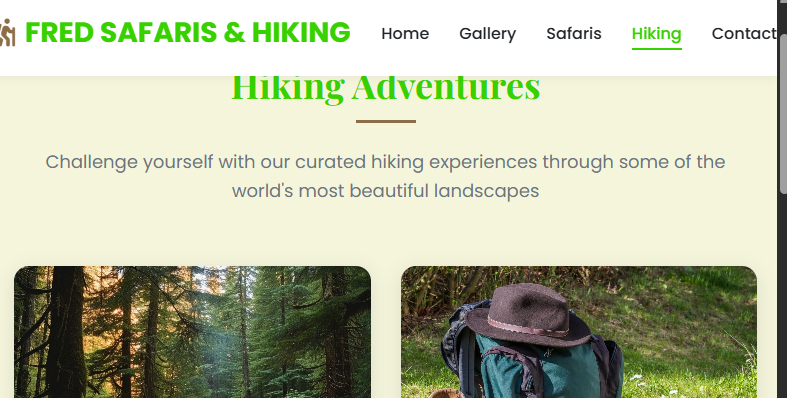 FRED SAFARIS & HIKING Home Gallery Safaris Hiking Contact
Hiking Adventures
Challenge yourself with our curated hiking experiences through some of the
world's most beautiful landscapes